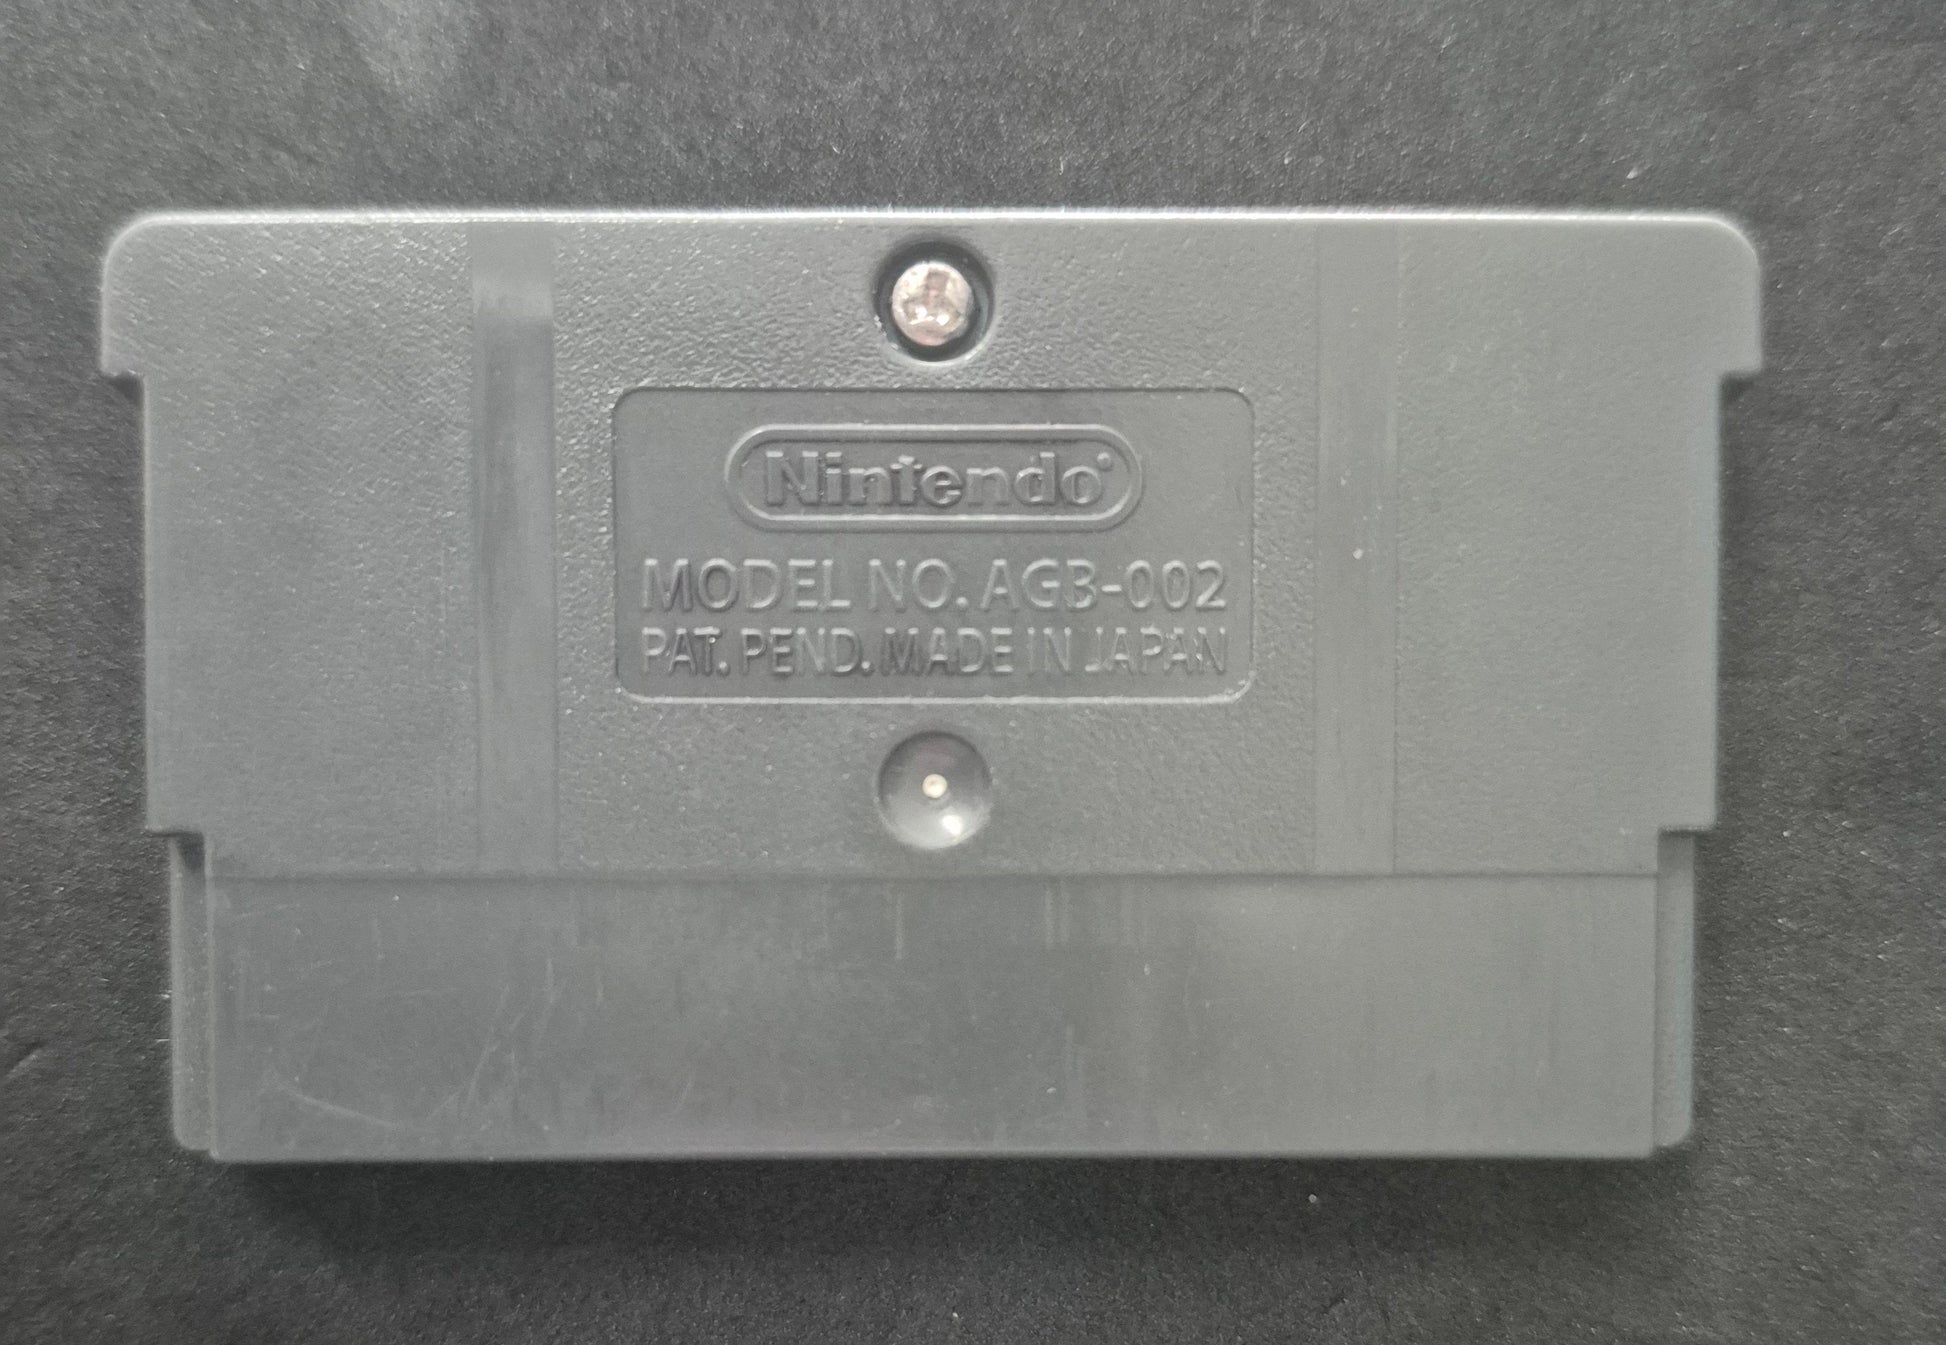 Nintendo®
MODEL NO. AGB-002
PAT. PEND. MADE IN JAPAN